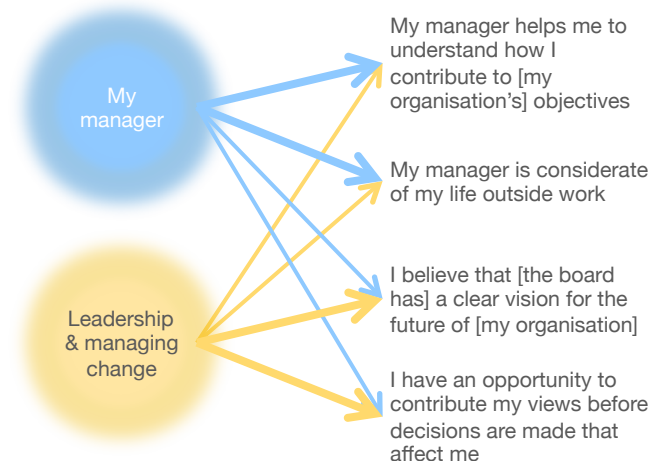 My
manager
Leadership
& managing
change
My manager helps me to
understand how I
contribute to [my
organisation's] objectives
My manager is considerate
of my life outside work
I believe that [the board
has] a clear vision for the
future of [my organisation]
I have an opportunity to
contribute my views before
decisions are made that
affect me